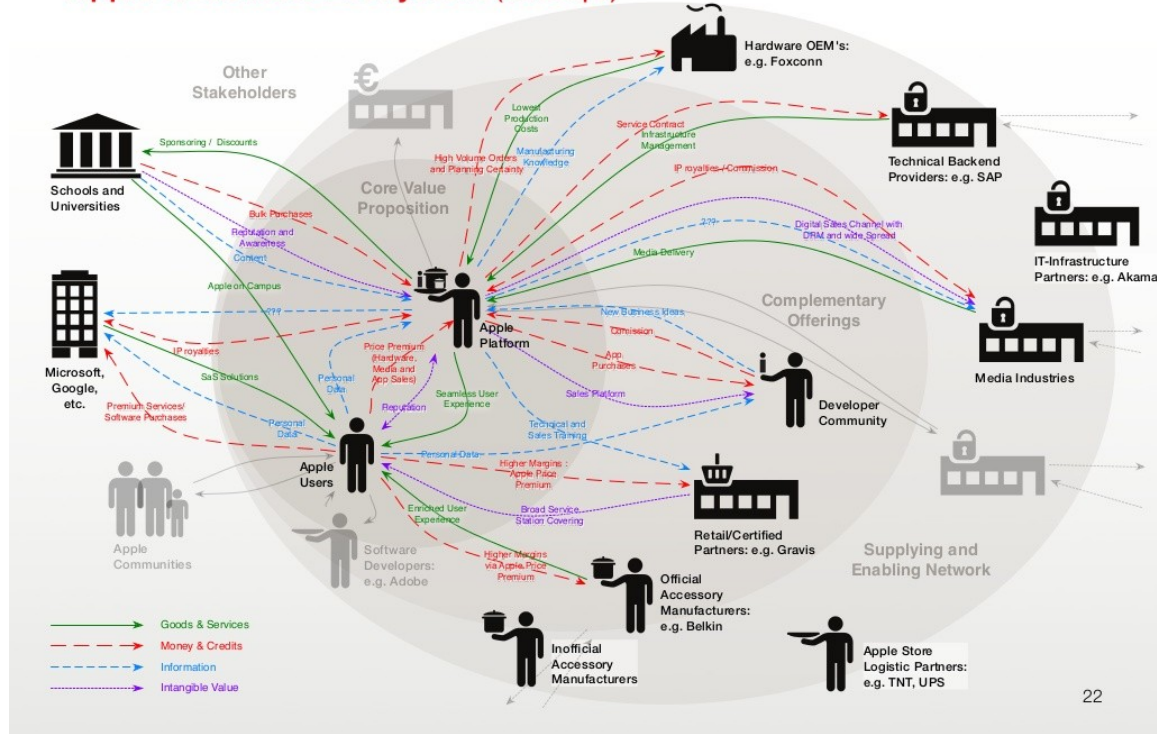 Hardware OEM's:
e.g. Foxconn
Other
Stakeholders
€
Lowest
Production
Costs
Service Contract
Infrastructure
Management
Sponsoring / Discounts
Manufacturing
Knowledge
High Volume Orders
and Planning Certainty
Technical Backend
Providers: e.g. SAP
IP royalties / Commission
Schools and
Universities
Core Value
Proposition
Bulk Purchases
Reputation and
Awareness
Content
???
Digital Sales Channel with
DRM and wide Spread
Media Delivery
IT-Infrastructure
Partners: e.g. Akama
Apple on Campus
Apple
Platform
New Business Ideas
Comission
App
Purchases
Complementary
Offerings
???
IP royalties
Price Premium
(Hardware,
Media and
App Sales)
Microsoft,
Google,
etc.
SaS Solutions
Personal
Data
Seamless User
Experience
Sales Platform
Media Industries
Reputation
Developer
Community
Premium Services/
Software Purchases
Personal
Data
Technical and
Sales Training
Personal Data
Apple
Users
Higher Margins :
Apple Price
Premium
Enriched User
Experience
Broad Service
Station Covering
Retail/Certified
Partners: e.g. Gravis
Apple
Communities
Software
Developers:
e.g. Adobe
Higher Margins
via Apple Price
Premium
Supplying and
Enabling Network
Official
Accessory
Manufacturers:
e.g. Belkin
Goods & Services
Money & Credits
Information
Intangible Value
Inofficial
Accessory
Manufacturers
Apple Store
Logistic Partners:
e.g. TNT, UPS
22